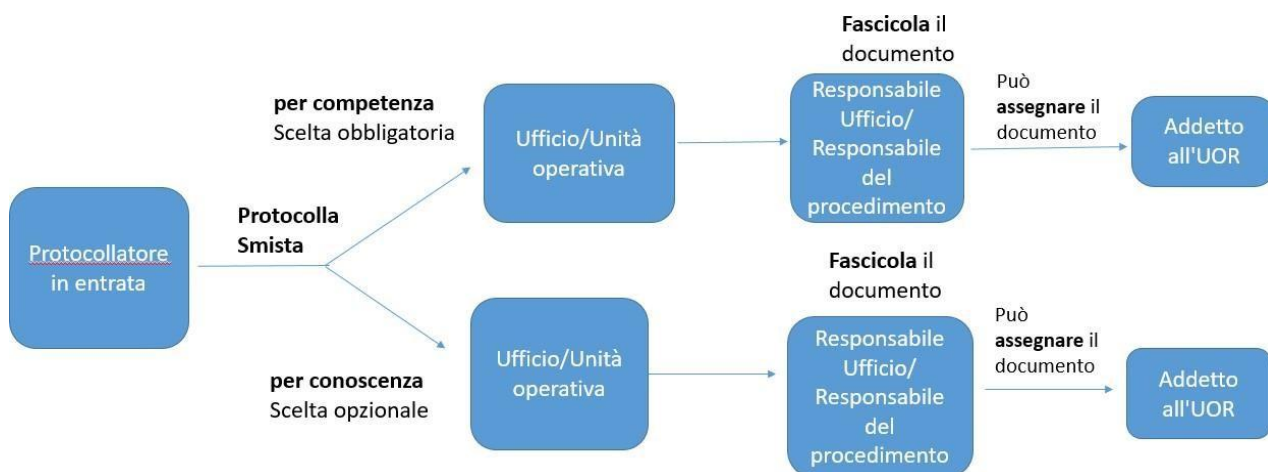 Protocollatore
in entrata
Protocolla
Smista
per competenza
Scelta obbligatoria
Ufficio/Unità
operativa
Fascicola il
documento
Responsabile
Ufficio/
Responsabile
del
procedimento
Può
assegnare il
documento
Addetto
all'UOR
per conoscenza
Scelta opzionale
Ufficio/Unità
operativa
Fascicola il
documento
Responsabile
Ufficio/
Responsabile
del
procedimento
Può
assegnare il
documento
Addetto
all'UOR